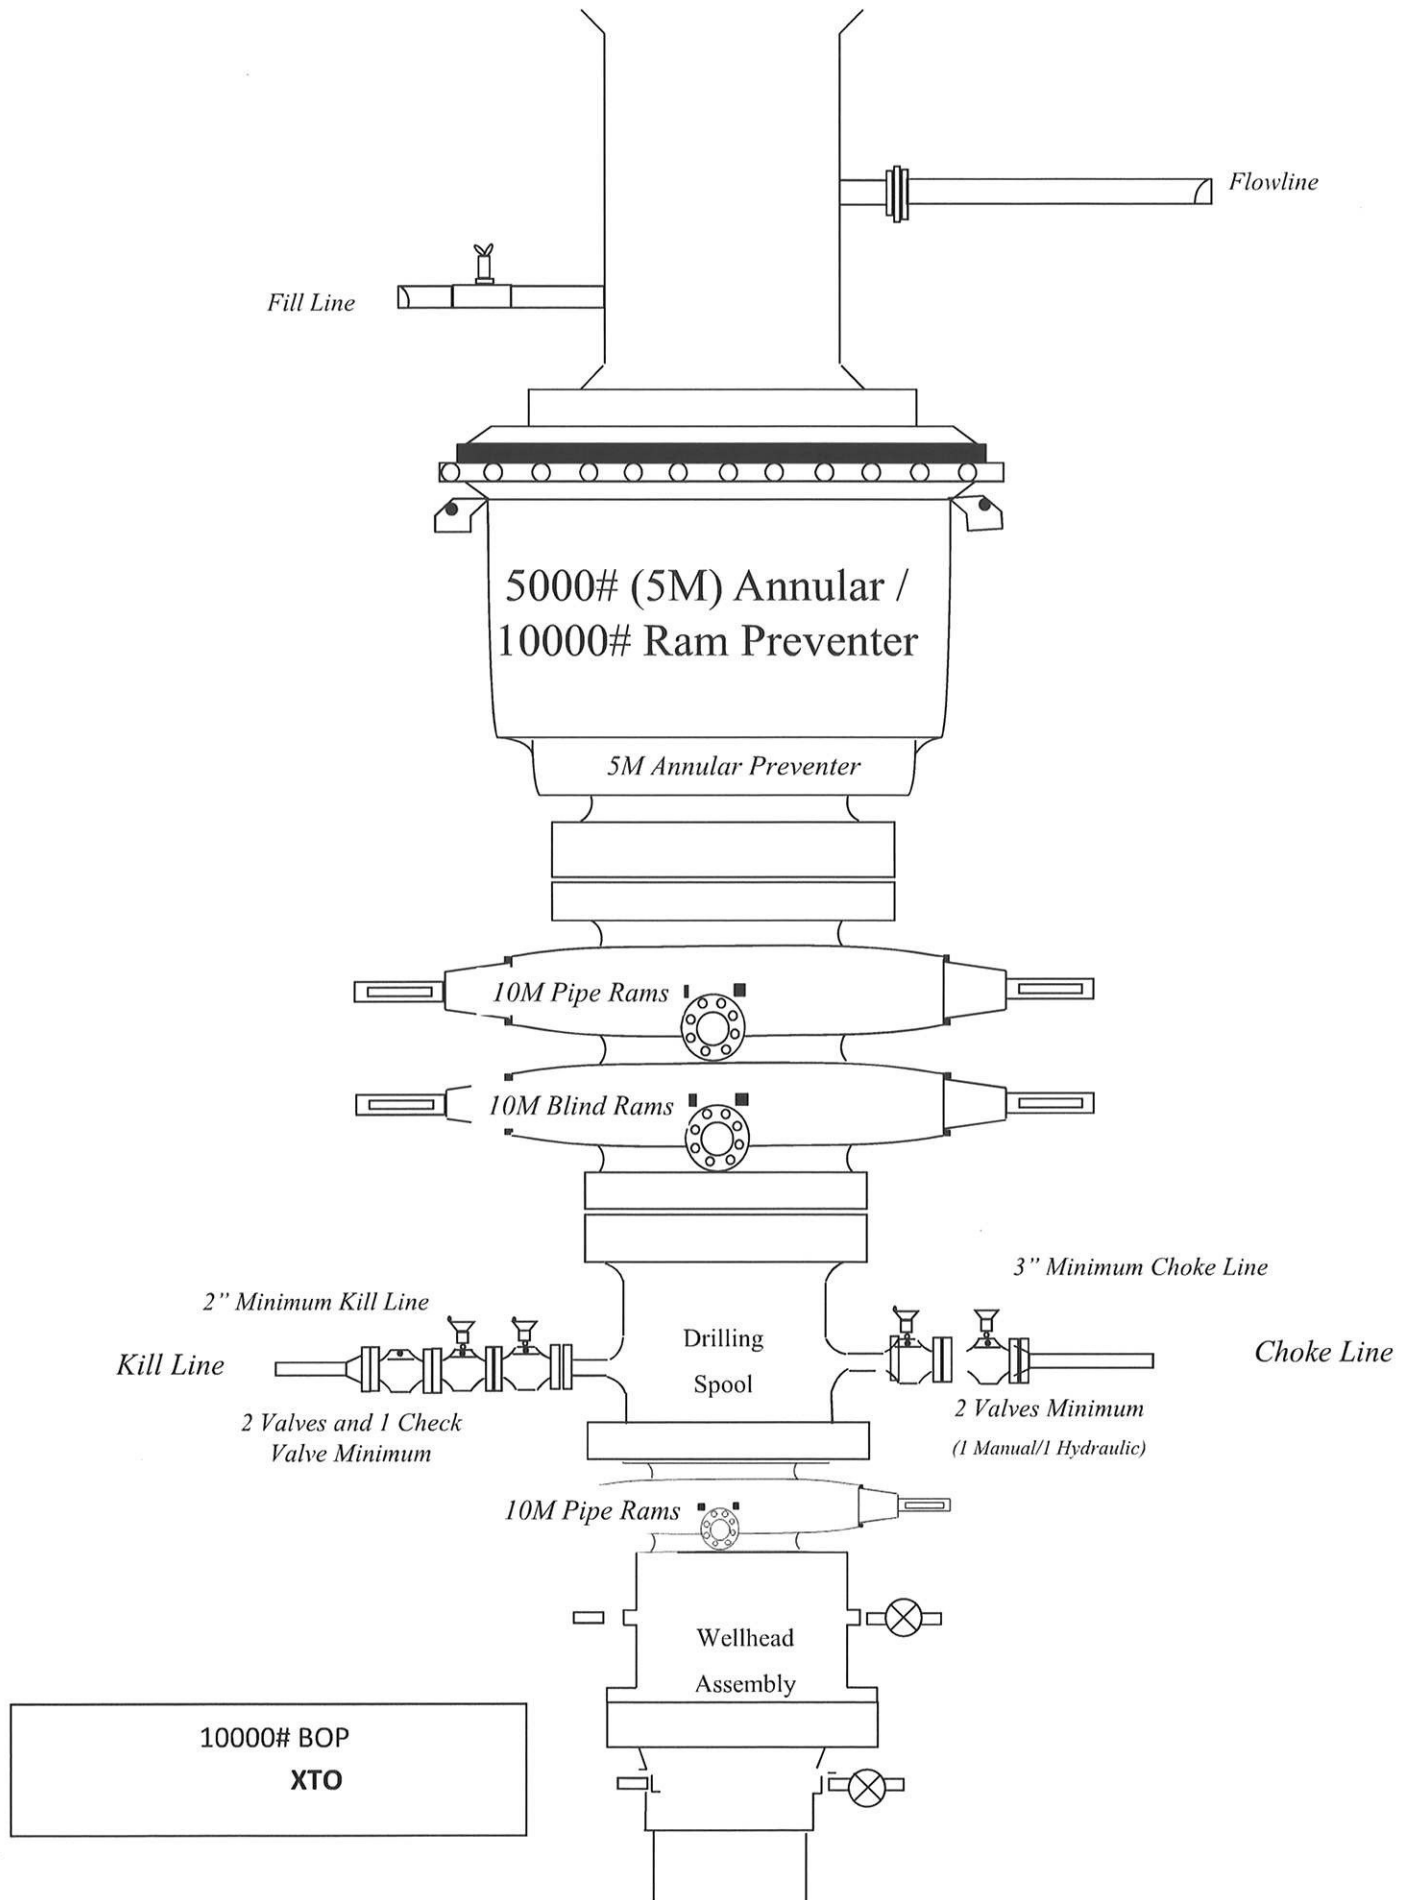 Flowline
Fill Line
5000# (5M) Annular /
10000# Ram Preventer
5M Annular Preventer
10M Pipe Rams
10M Blind Rams
3” Minimum Choke Line
2” Minimum Kill Line
Drilling
Spool
Kill Line
Choke Line
2 Valves and 1 Check
Valve Minimum
2 Valves Minimum
(1 Manual/1 Hydraulic)
10M Pipe Rams
Wellhead
Assembly
10000# BOP
XTO